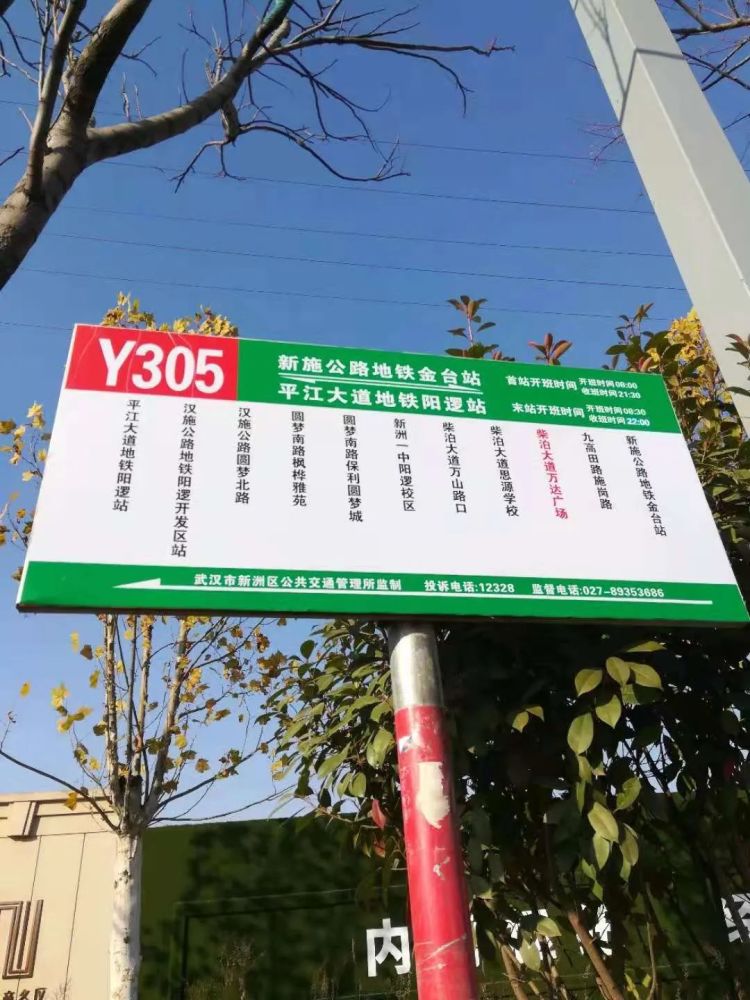 Y305
新施公路地铁金台站
平江大道地铁阳逻站
首站开班时间 开班时间06:00
收班时间21:30
末站开班时间 开班时间06:30
收班时间22:00
平江大道地铁阳逻站
汉施公路地铁阳逻开发区站
汉施公路圆梦北路
圆梦南路枫桦雅苑
圆梦南路保利圆梦城
新洲一中阳逻校区
柴泊大道万山路口
柴泊大道思源学校
柴泊大道万达广场
九高田路施岗路
新施公路地铁金台站
武汉市新洲区公共交通管理所监制 投诉电话:12328 监督电话:027-89353686
内